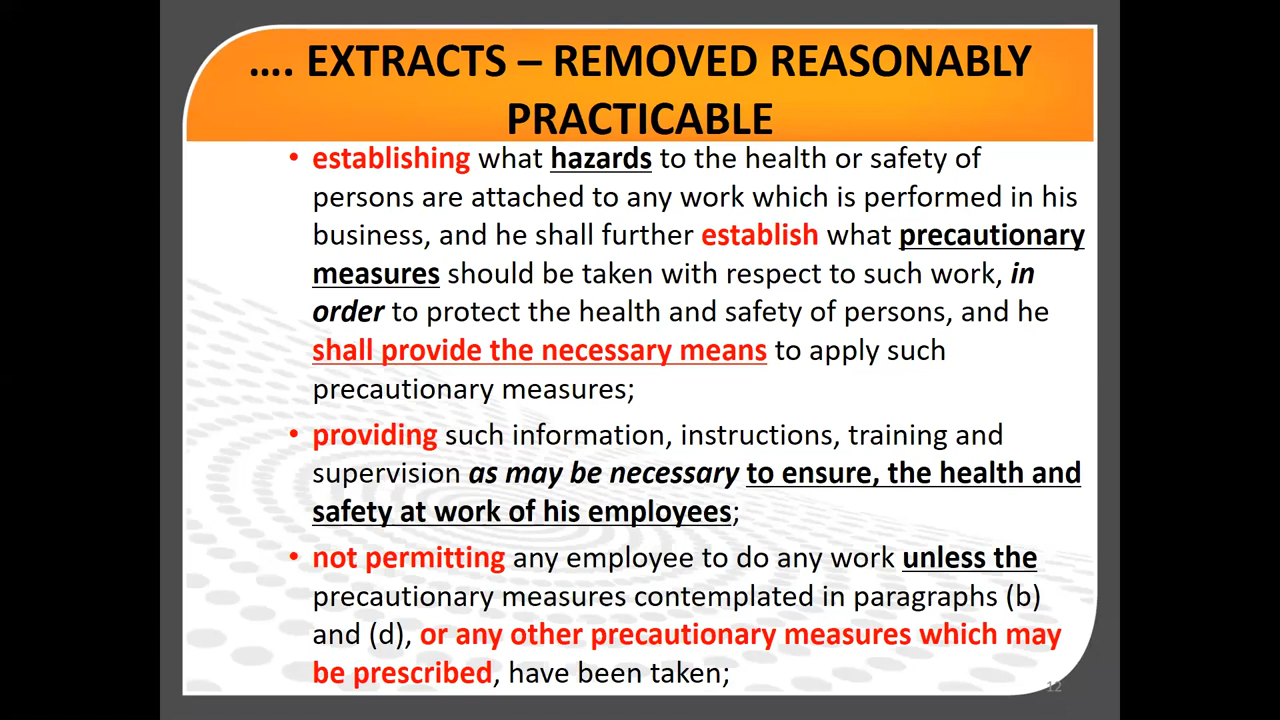 .... EXTRACTS – REMOVED REASONABLY
PRACTICABLE
• establishing what hazards to the health or safety of
persons are attached to any work which is performed in his
business, and he shall further establish what precautionary
measures should be taken with respect to such work, in
order to protect the health and safety of persons, and he
shall provide the necessary means to apply such
precautionary measures;
• providing such information, instructions, training and
supervision as may be necessary to ensure, the health and
safety at work of his employees;
• not permitting any employee to do any work unless the
precautionary measures contemplated in paragraphs (b)
and (d), or any other precautionary measures which may
be prescribed, have been taken;
12